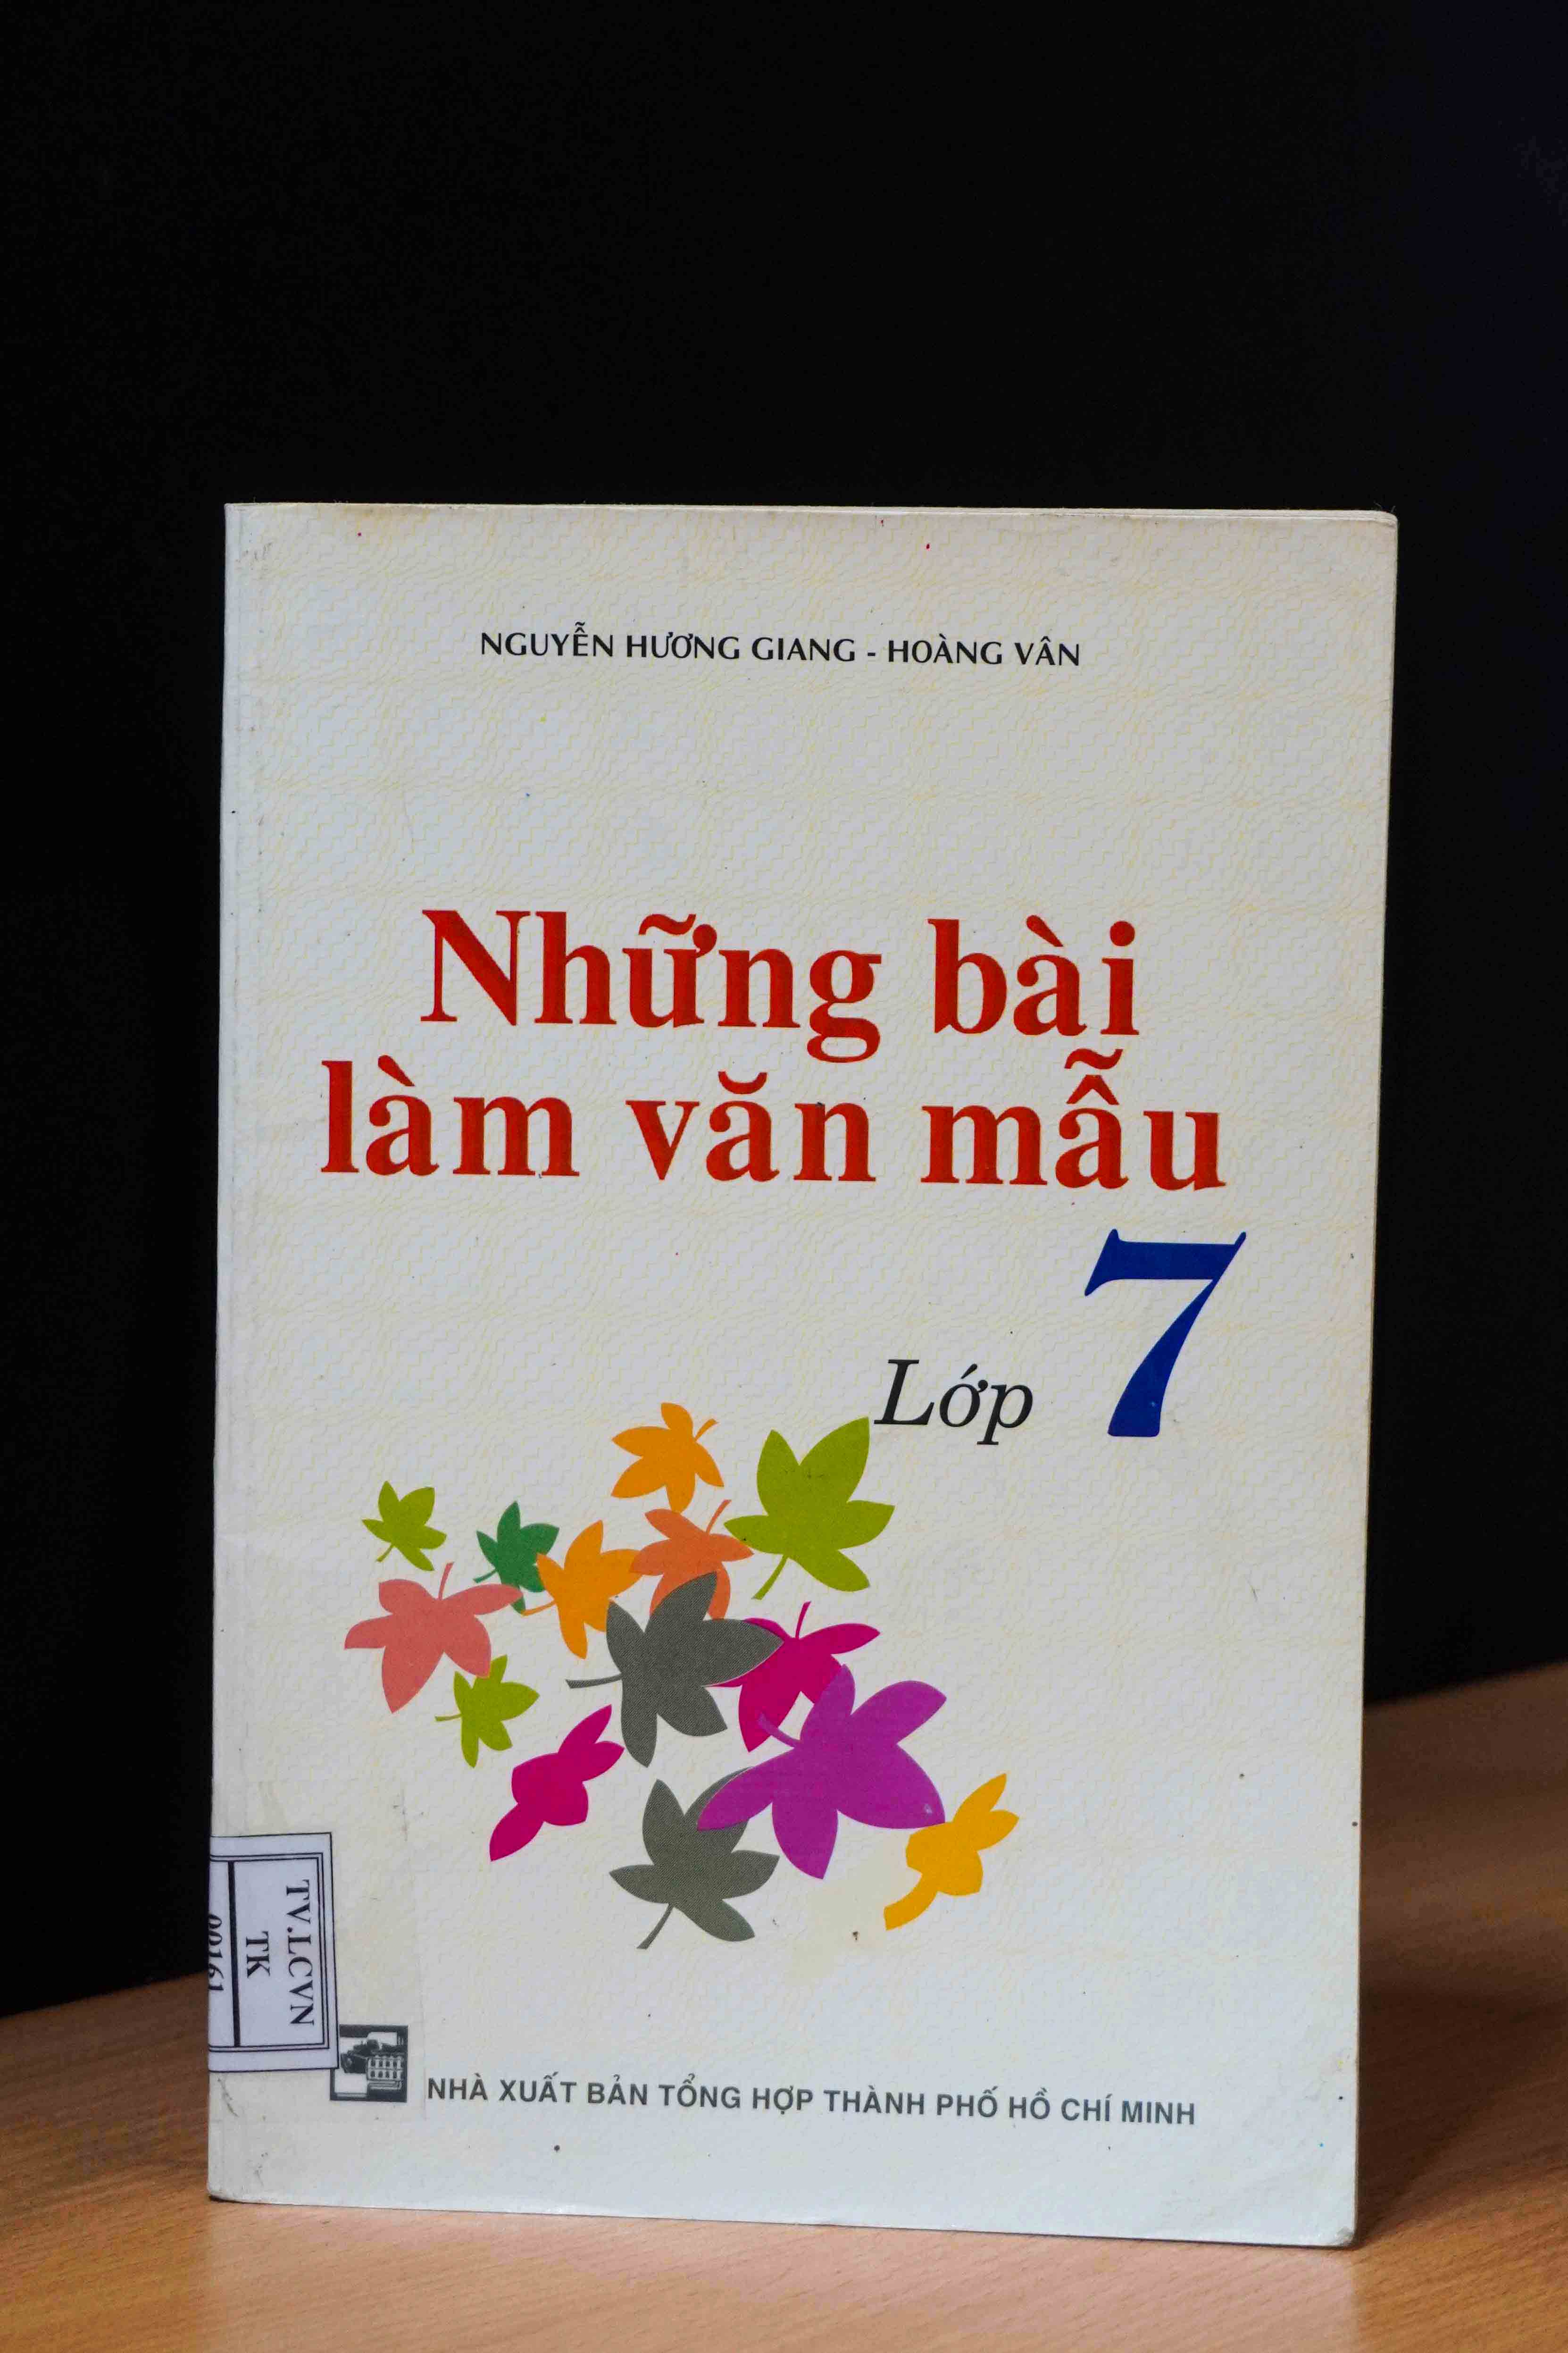 NGUYỄN HƯƠNG GIANG - HOÀNG VÂN
Những bài
làm văn mẫu
Lớp 7
TV.LCVN
TK
00161
NHÀ XUẤT BẢN TỔNG HỢP THÀNH PHỐ HỒ CHÍ MINH